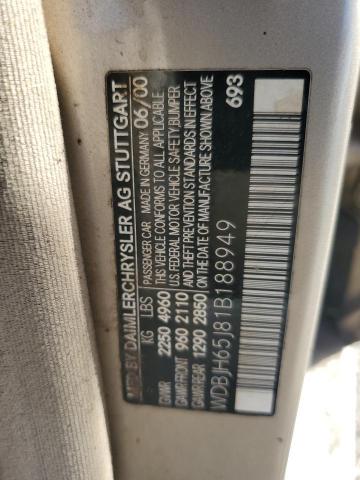 MFD BY DAIMLERCHRYSLER AG STUTTGART
KG LBS PASSENGER CAR MADE IN GERMANY 06/00
GVWR 2250 4960 THIS VEHICLE CONFORMS TO ALL APPLICABLE
GAWR FRONT 960 2110 U.S. FEDERAL MOTOR VEHICLE SAFETY BUMPER
AND THEFT PREVENTION STANDARDS IN EFFECT
GAWR REAR 1290 2850 ON THE DATE OF MANUFACTURE SHOWN ABOVE
693
WDBJH65J81B188949